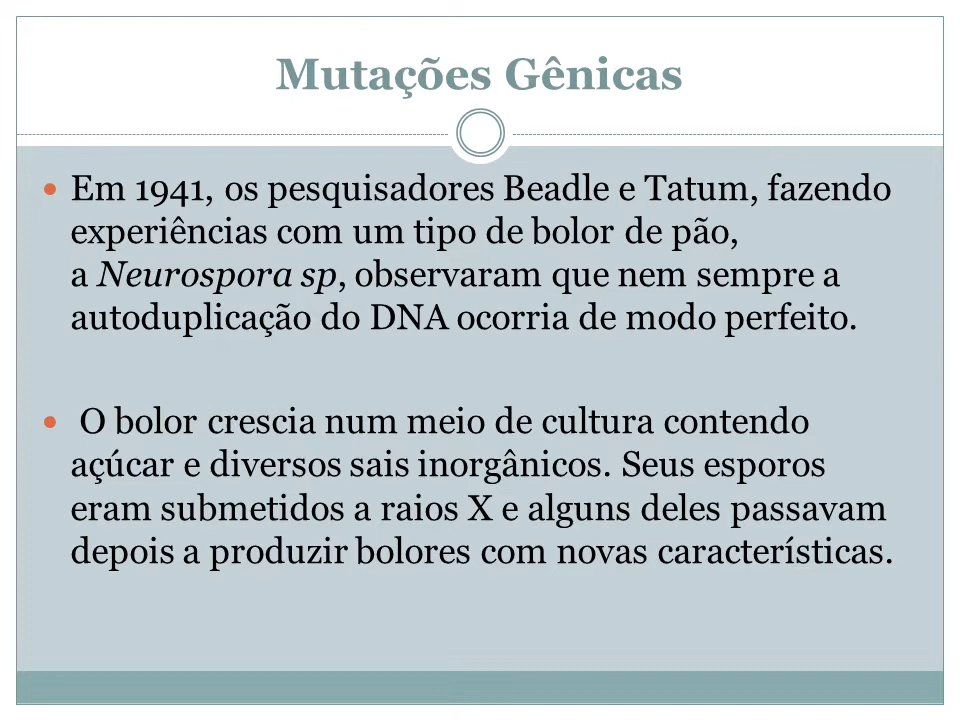 Mutações Gênicas
• Em 1941, os pesquisadores Beadle e Tatum, fazendo
experiências com um tipo de bolor de pão,
a Neurospora sp, observaram que nem sempre a
autoduplicação do DNA ocorria de modo perfeito.
• O bolor crescia num meio de cultura contendo
açúcar e diversos sais inorgânicos. Seus esporos
eram submetidos a raios X e alguns deles passavam
depois a produzir bolores com novas características.